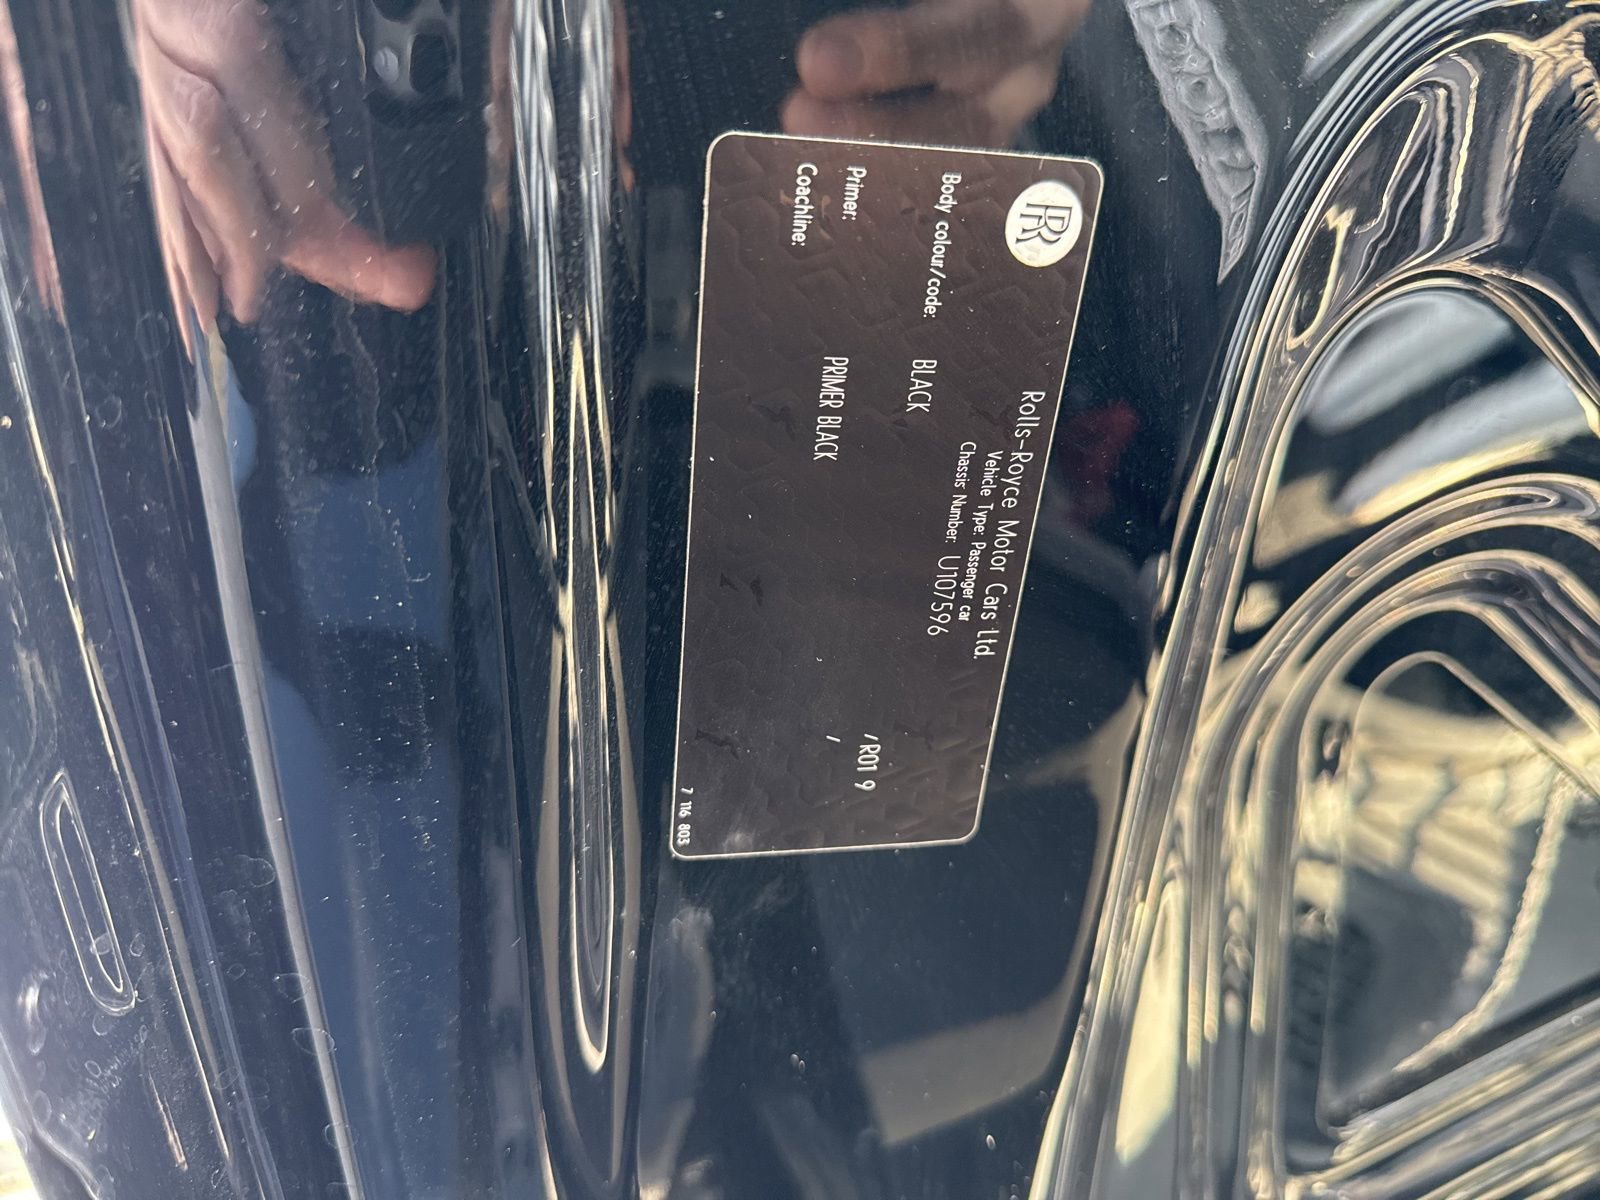 RR
Rolls-Royce Motor Cars Ltd.
Vehicle Type: Passenger car
Chassis Number: U107596
Body colour/code: BLACK /R01 9
Primer: PRIMER BLACK /
Coachline:
7 116 803